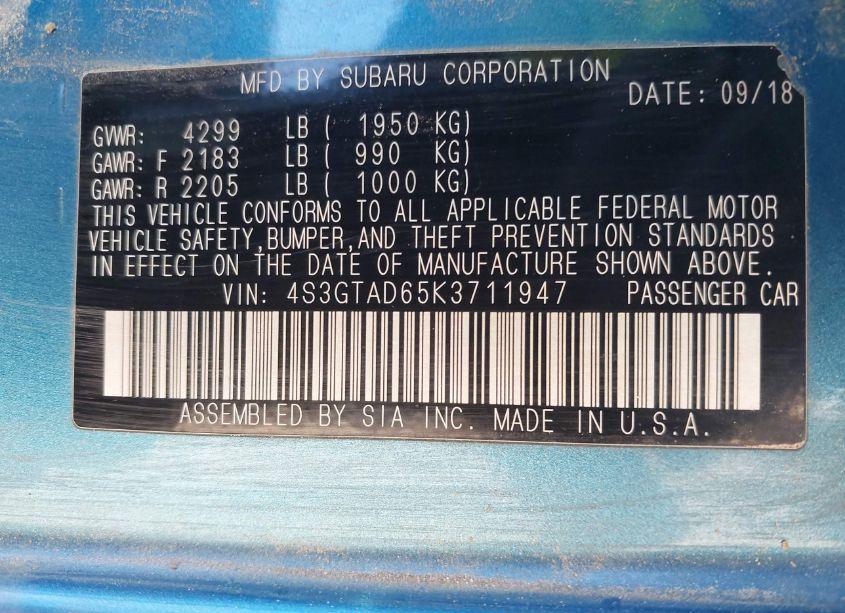 MFD BY SUBARU CORPORATION
DATE: 09/18
GVWR: 4299 LB ( 1950 KG)
GAWR: F 2183 LB ( 990 KG)
GAWR: R 2205 LB ( 1000 KG)
THIS VEHICLE CONFORMS TO ALL APPLICABLE FEDERAL MOTOR
VEHICLE SAFETY,BUMPER,AND THEFT PREVENTION STANDARDS
IN EFFECT ON THE DATE OF MANUFACTURE SHOWN ABOVE.
VIN: 4S3GTAD65K3711947 PASSENGER CAR
ASSEMBLED BY SIA INC. MADE IN U.S.A.